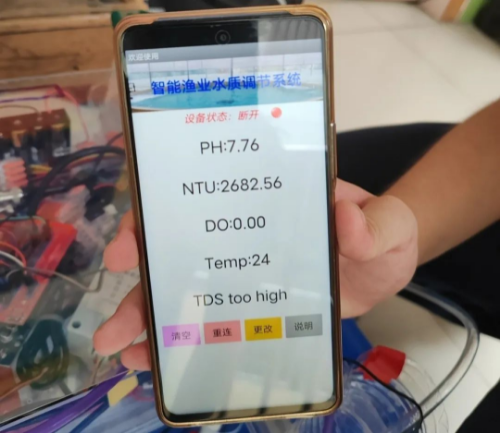 欢迎使用
智能渔业水质调节系统
设备状态：断开
PH:7.76
NTU:2682.56
DO:0.00
Temp:24
TDS too high
清空 重连 更改 说明